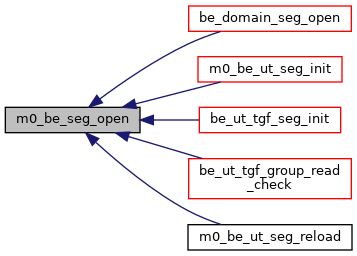 be_domain_seg_open
m0_be_ut_seg_init
m0_be_seg_open
be_ut_tgf_seg_init
be_ut_tgf_group_read
_check
m0_be_ut_seg_reload